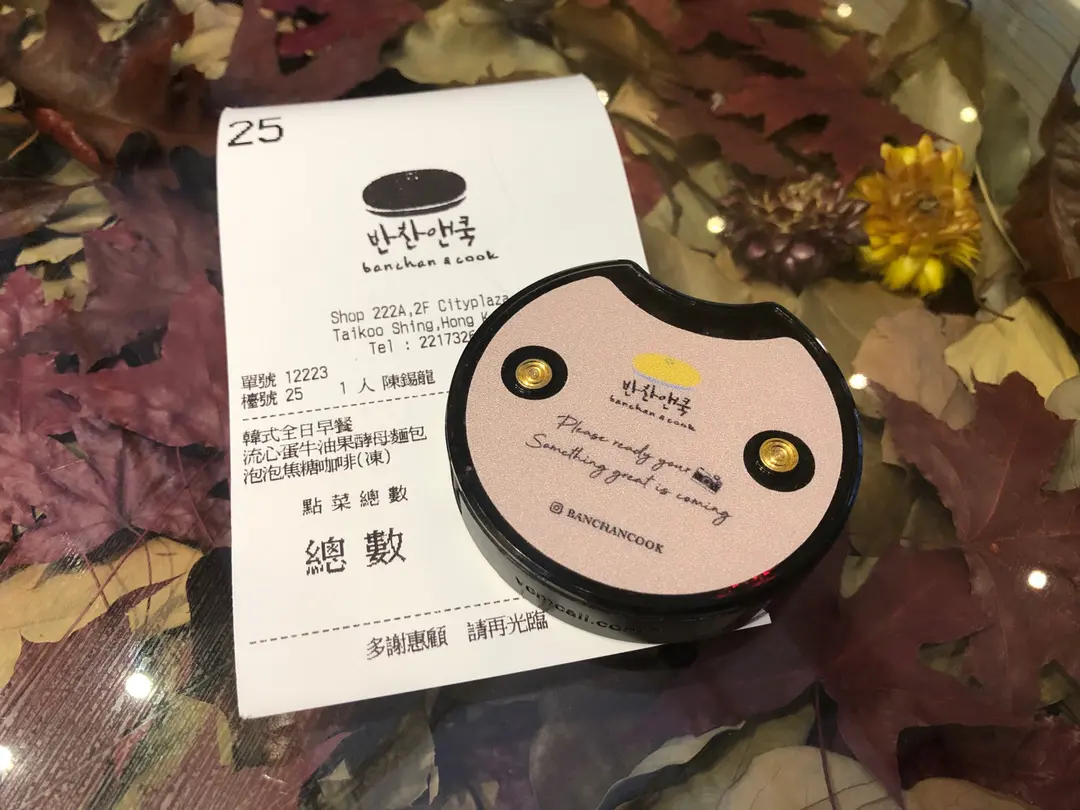 25
반찬앤쿡
banchan & cook
Shop 222A,2F Cityplaza
Taikoo Shing,Hong K
Tel : 2217326
單號 12223
檯號 25 1 人 陳錫龍
韓式全日早餐
流心蛋牛油果酵母麵包
泡泡焦糖咖啡(凍)
點菜總數
總數
多謝惠顧 請再光臨
반찬앤쿡
banchan & cook
Please ready your
Something great is coming
BANCHANCOOK